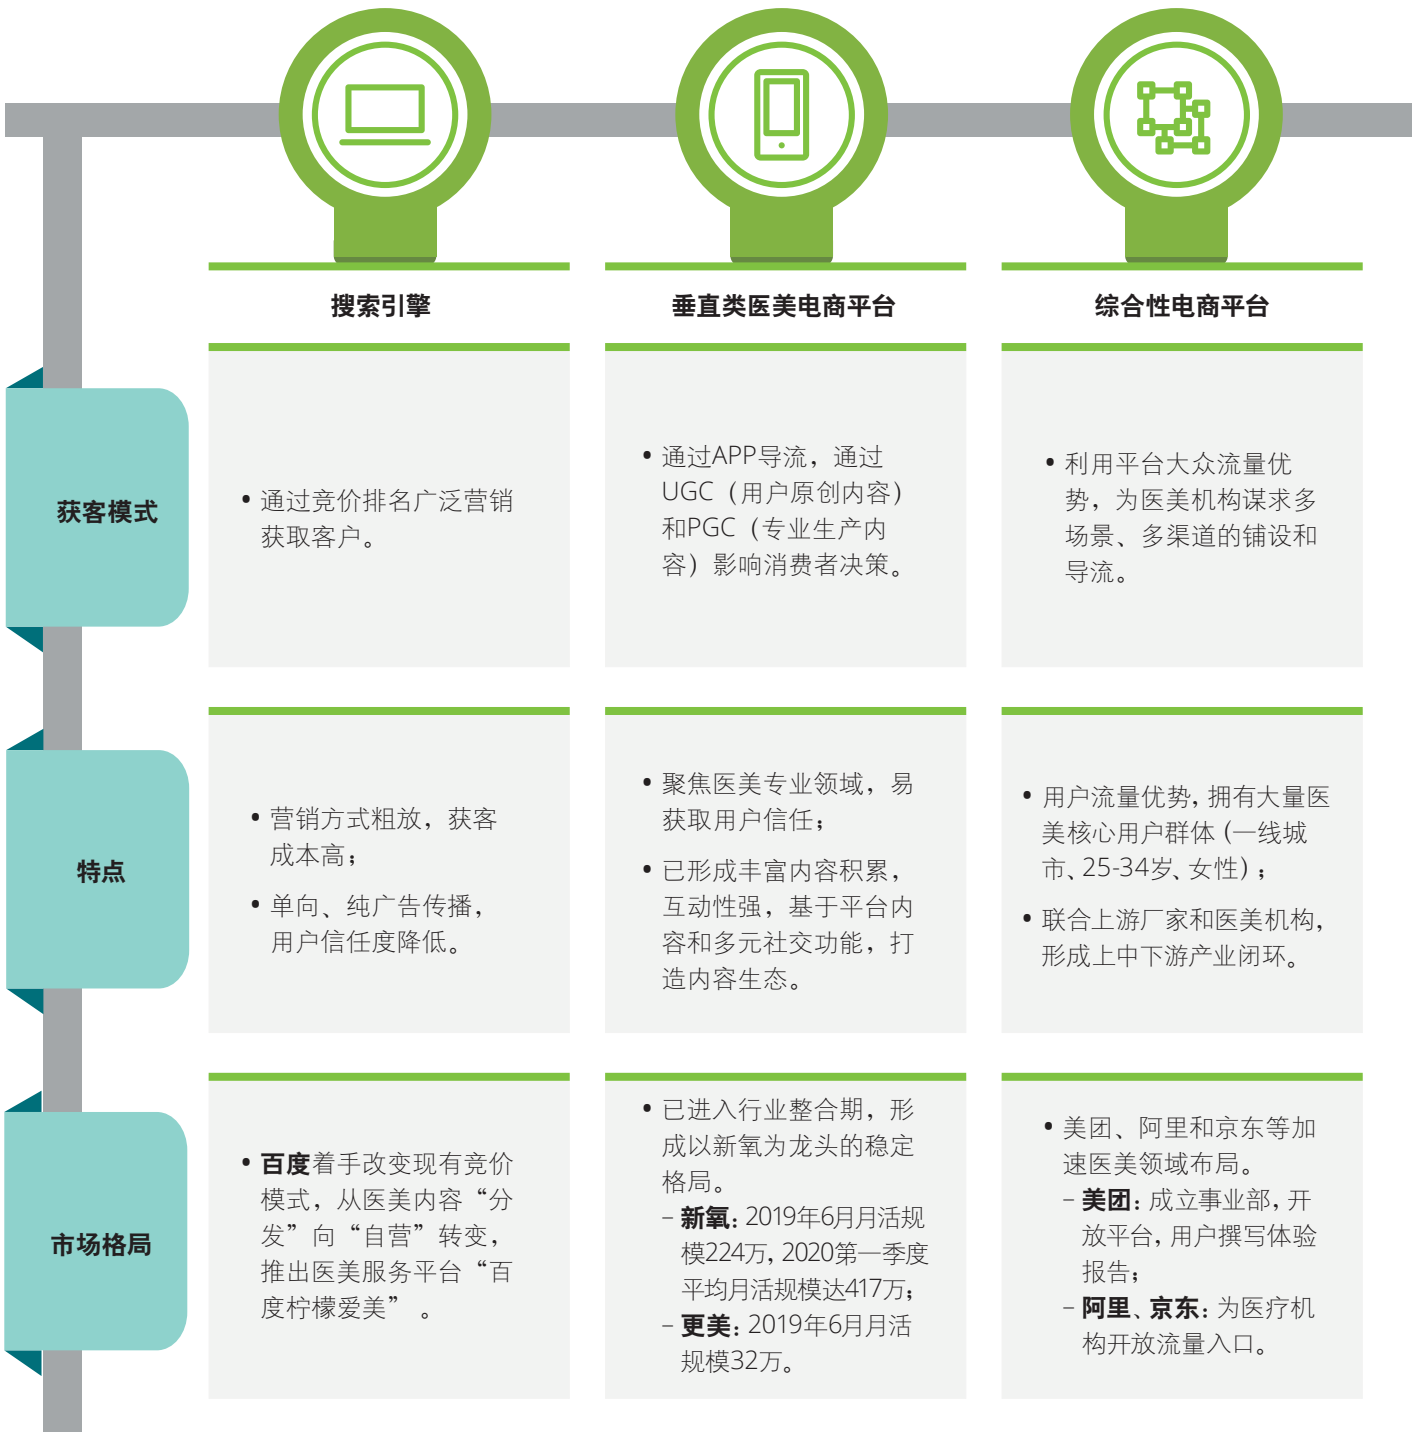 搜索引擎
垂直类医美电商平台
综合性电商平台
获客模式
• 通过竞价排名广泛营销
获取客户。
• 通过APP导流，通过
UGC（用户原创内容）
和PGC（专业生产内
容）影响消费者决策。
• 利用平台大众流量优
势，为医美机构谋求多
场景、多渠道的铺设和
导流。
特点
• 营销方式粗放，获客
成本高；
• 单向、纯广告传播，
用户信任度降低。
• 聚焦医美专业领域，易
获取用户信任；
• 已形成丰富内容积累，
互动性强，基于平台内
容和多元社交功能，打
造内容生态。
• 用户流量优势，拥有大量医
美核心用户群体（一线城
市、25-34岁、女性）；
• 联合上游厂家和医美机构，
形成上中下游产业闭环。
市场格局
• 百度着手改变现有竞价
模式，从医美内容“分
发”向“自营”转变，
推出医美服务平台“百
度柠檬爱美”。
• 已进入行业整合期，形
成以新氧为龙头的稳定
格局。
– 新氧：2019年6月月活规
模224万，2020第一季度
平均月活规模达417万；
– 更美：2019年6月月活
规模32万。
• 美团、阿里和京东等加
速医美领域布局。
– 美团：成立事业部，开
放平台，用户撰写体验
报告；
– 阿里、京东：为医疗机
构开放流量入口。